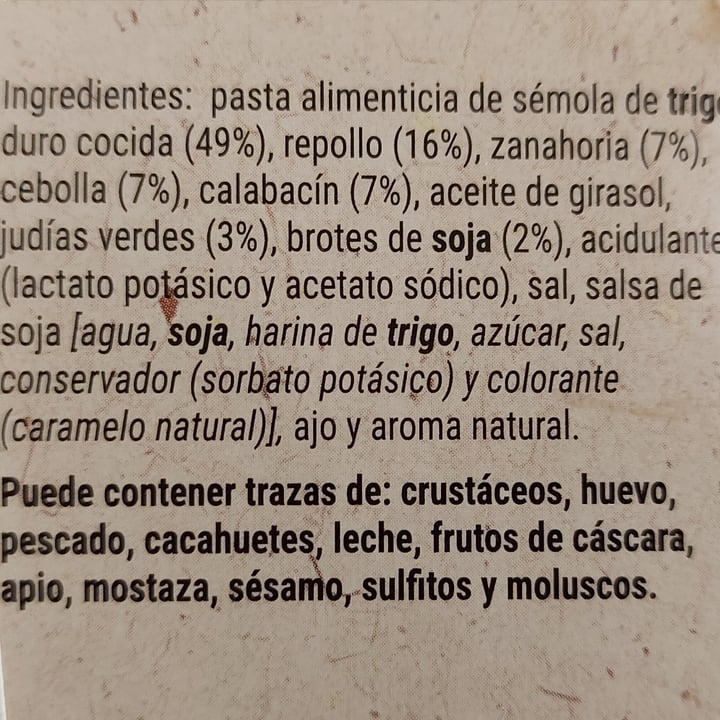 Ingredientes: pasta alimenticia de sémola de trigo
duro cocida (49%), repollo (16%), zanahoria (7%),
cebolla (7%), calabacín (7%), aceite de girasol,
judías verdes (3%), brotes de soja (2%), acidulante
(lactato potásico y acetato sódico), sal, salsa de
soja [agua, soja, harina de trigo, azúcar, sal,
conservador (sorbato potásico) y colorante
(caramelo natural)], ajo y aroma natural.
Puede contener trazas de: crustáceos, huevo,
pescado, cacahuetes, leche, frutos de cáscara,
apio, mostaza, sésamo, sulfitos y moluscos.